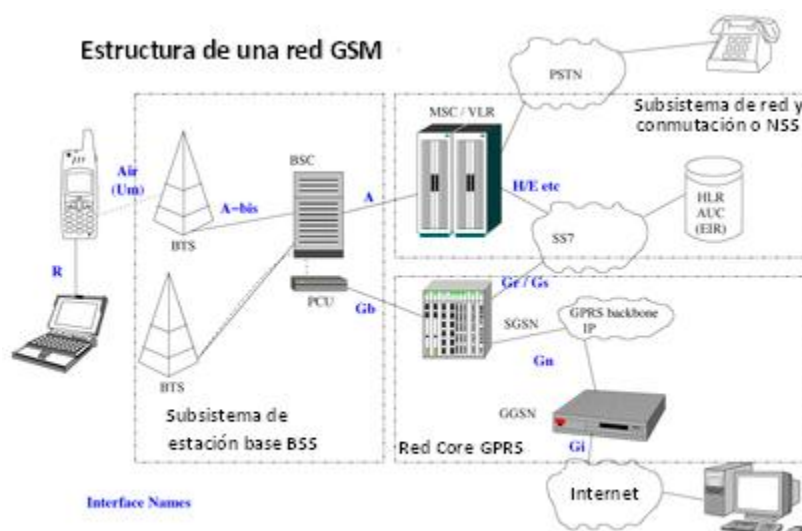 Estructura de una red GSM
PSTN
MSC / VLR
Subsistema de red y
conmutación o NSS
BSC
Air
(Um)
A-bis
A
H/E etc
HLR
AUC
(EIR)
BTS
SS7
R
PCU
Gb
Gr / Gs
SGSN
GPRS backbone
IP
Gn
BTS
GGSN
Subsistema de
estación base BSS
Red Core GPRS
Gi
Internet
Interface Names